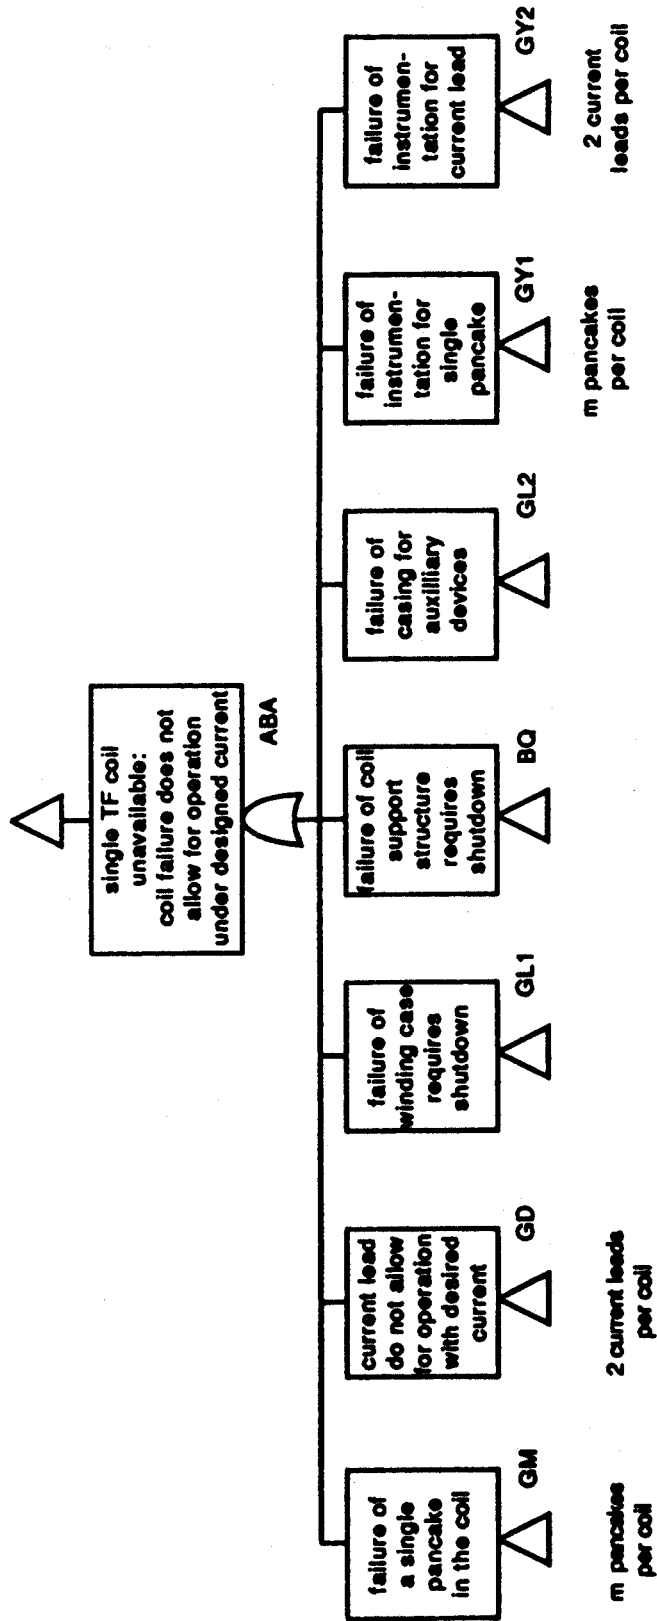 single TF coil
unavailable:
coil failure does not
allow for operation
under designed current
ABA
failure of
a single
pancake
in the coil
GM
m pancakes
per coil
current lead
do not allow
for operation
with desired
current
GD
2 current leads
per coil
failure of
winding case
requires
shutdown
GL1
failure of coil
support
structure
requires
shutdown
BQ
failure of
casing for
auxilliary
devices
GL2
failure of
instrumen-
tation for
single
pancake
GY1
m pancakes
per coil
failure of
instrumen-
tation for
current lead
GY2
2 current
leads per coil